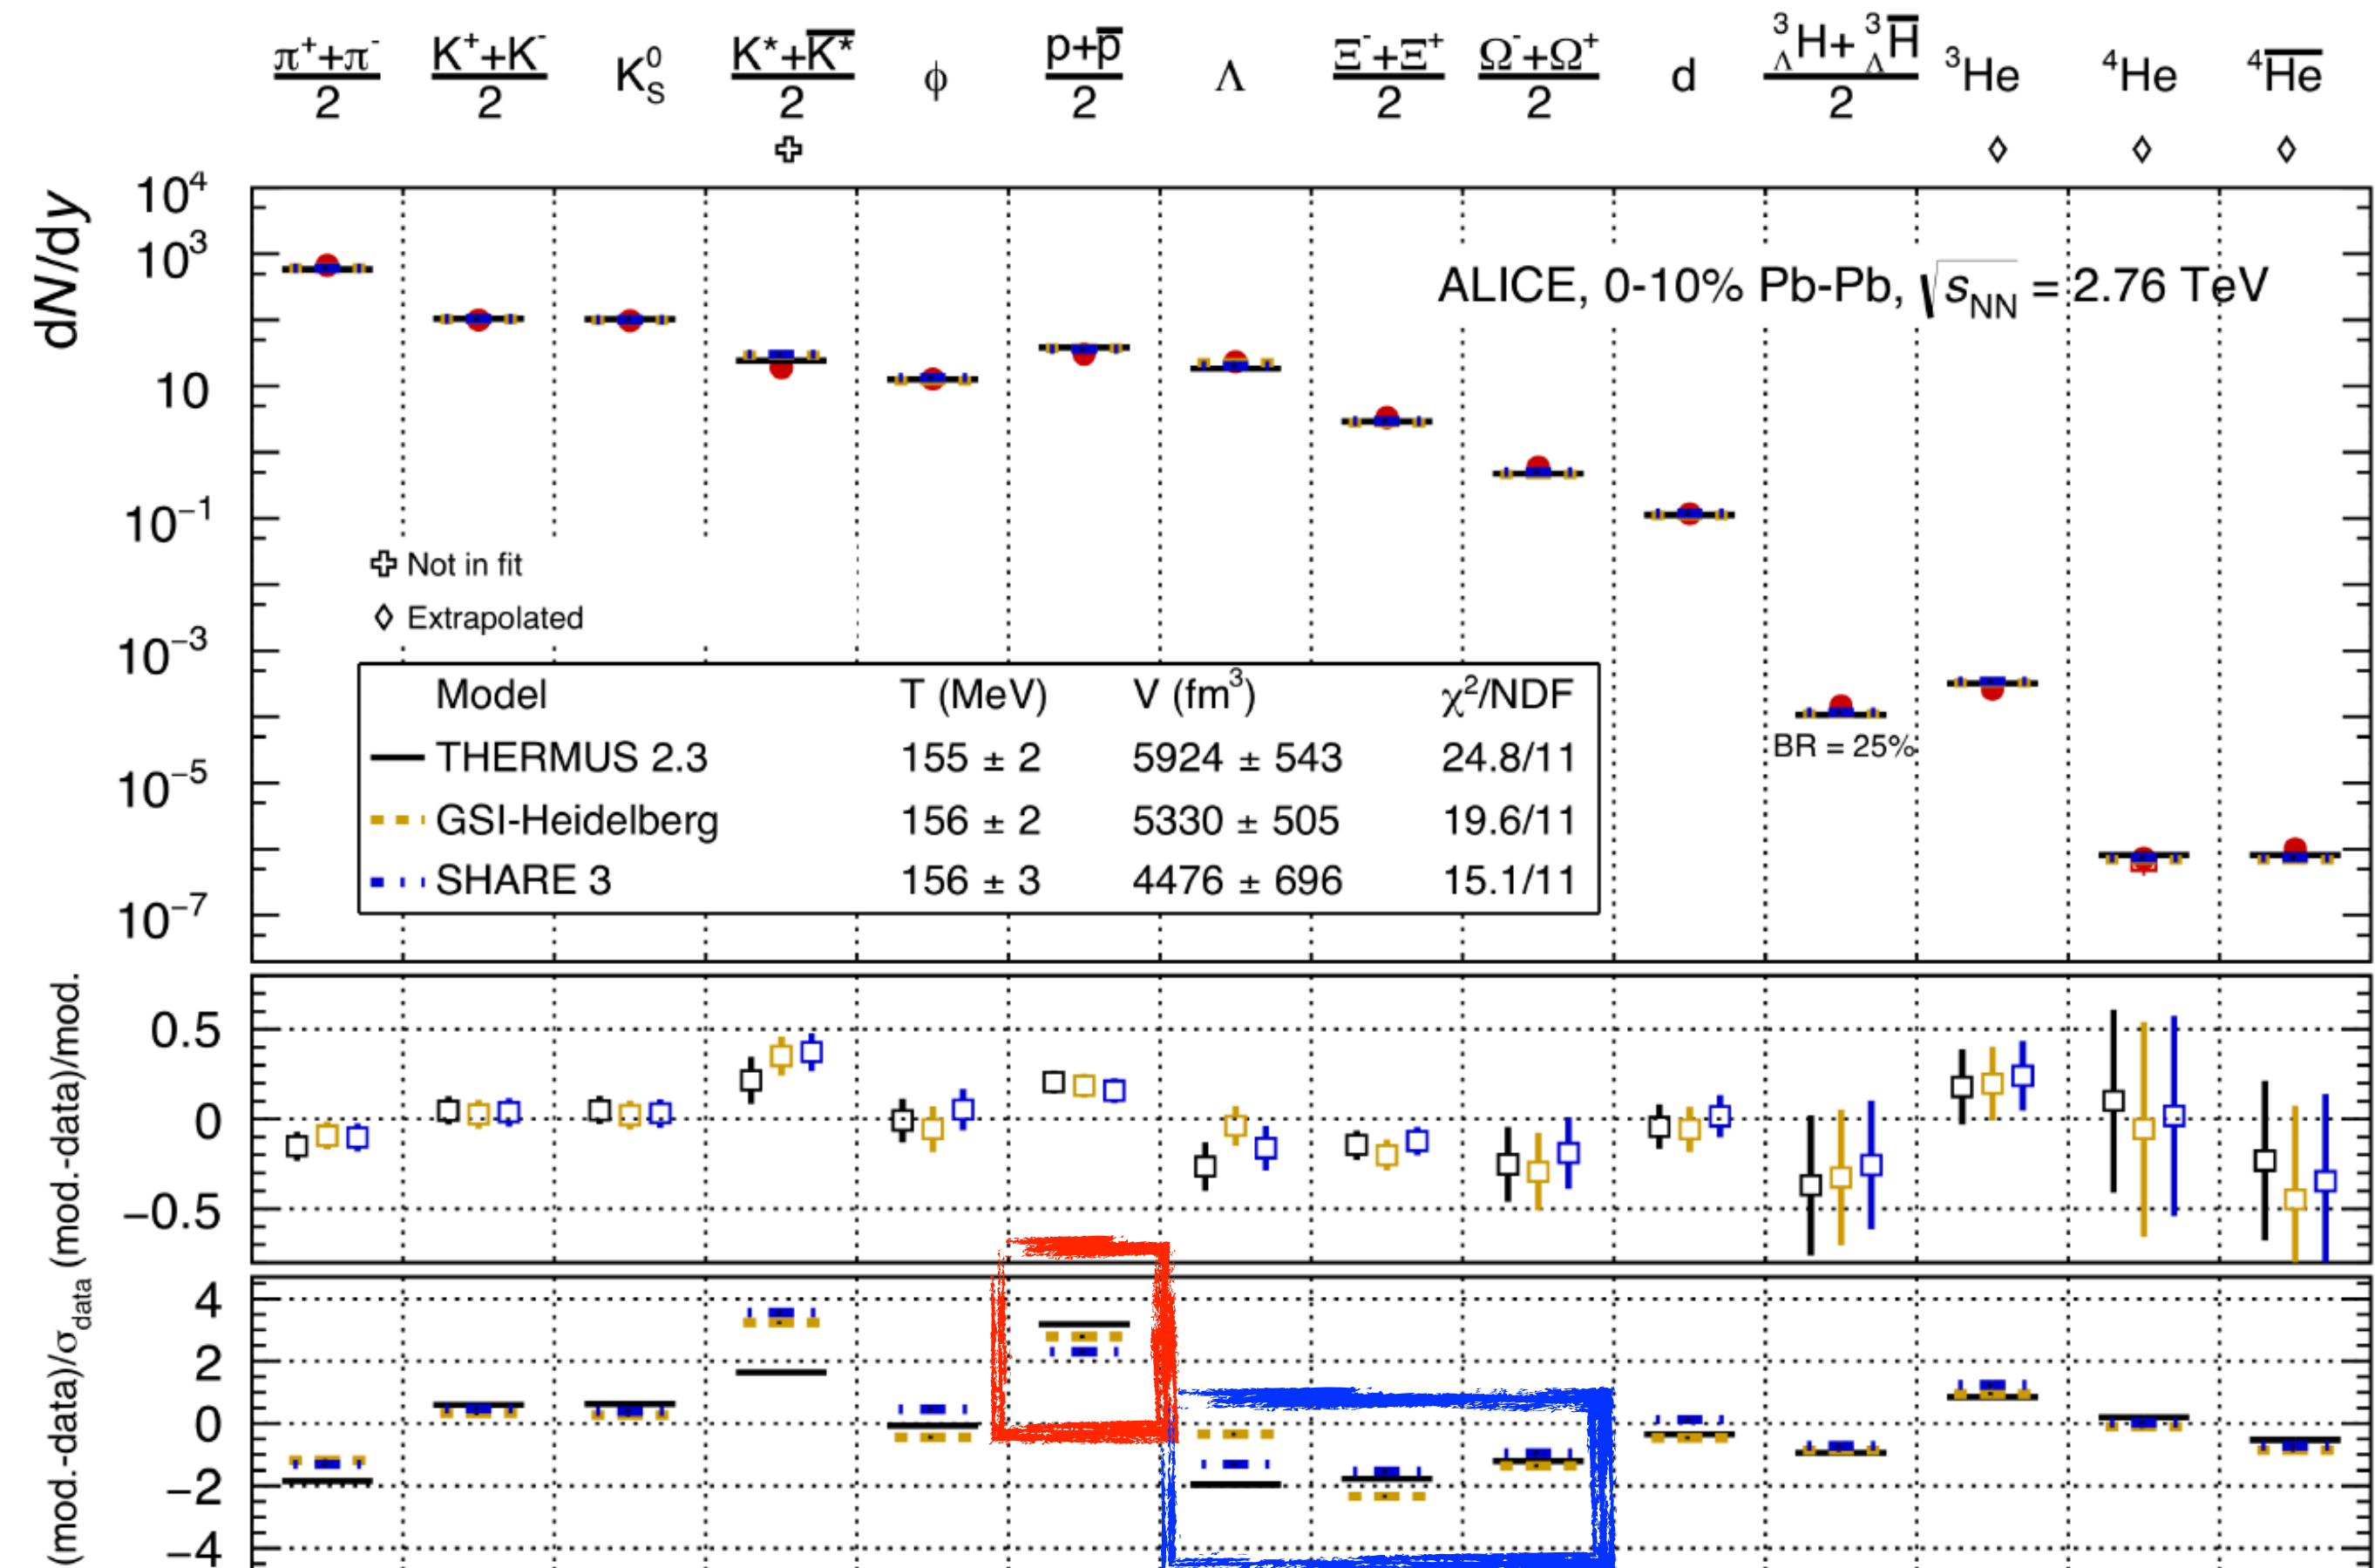 π⁺+π⁻/2 K⁺+K⁻/2 K⁰S K*+K̅*̅/2 ϕ p+p̅/2 Λ Ξ⁻+Ξ⁺/2 Ω⁻+Ω⁺/2 d ³ΛH+ ³ΛH̅/2 ³He ⁴He ⁴H̅e̅
dN/dy
10⁴
10³
ALICE, 0-10% Pb-Pb, √sNN = 2.76 TeV
10
10⁻¹
Not in fit
Extrapolated
10⁻³
Model T (MeV) V (fm³) χ²/NDF
BR = 25%
THERMUS 2.3 155 ± 2 5924 ± 543 24.8/11
10⁻⁵
GSI-Heidelberg 156 ± 2 5330 ± 505 19.6/11
SHARE 3 156 ± 3 4476 ± 696 15.1/11
10⁻⁷
(mod.-data)/mod.
0.5
0
−0.5
(mod.-data)/σdata
4
2
0
−2
−4